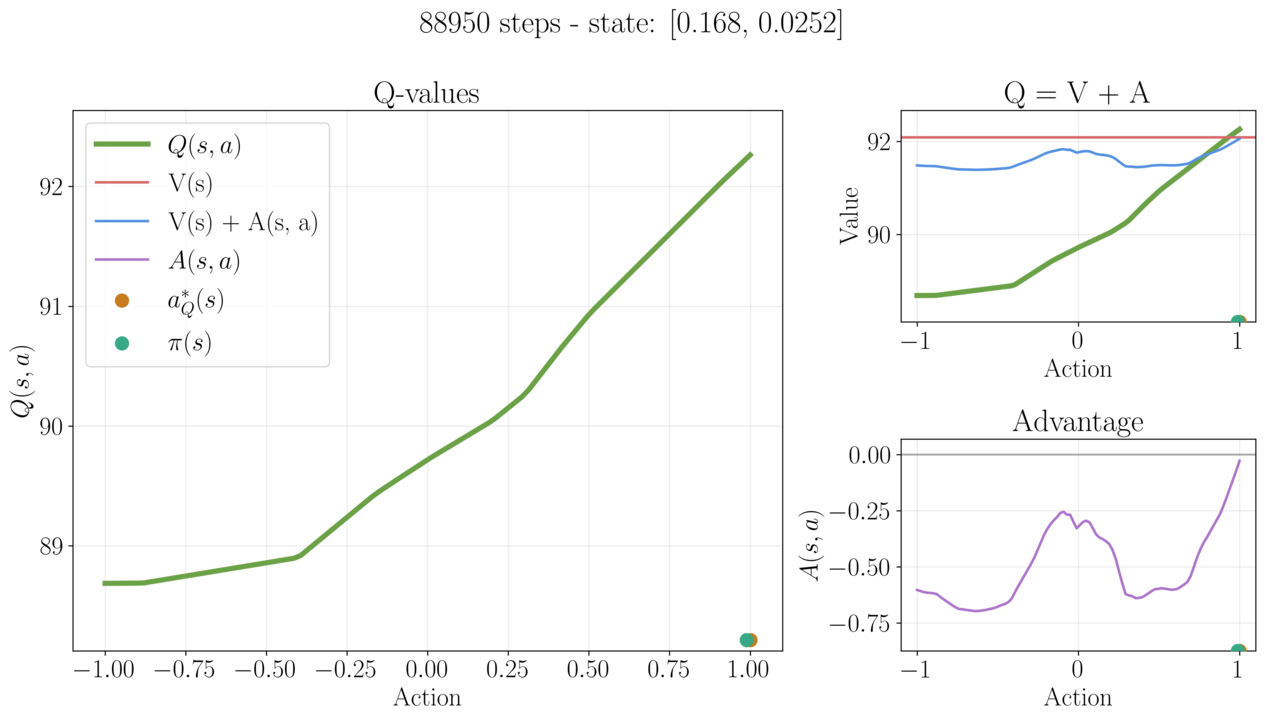 88950 steps - state: [0.168, 0.0252]
Q-values
Q(s, a)
V(s)
V(s) + A(s, a)
A(s, a)
a*_Q(s)
π(s)
Q(s, a)
92
91
90
89
−1.00 −0.75 −0.50 −0.25 0.00 0.25 0.50 0.75 1.00
Action
Q = V + A
Value
92
90
−1 0 1
Action
Advantage
A(s, a)
0.00
−0.25
−0.50
−0.75
−1 0 1
Action